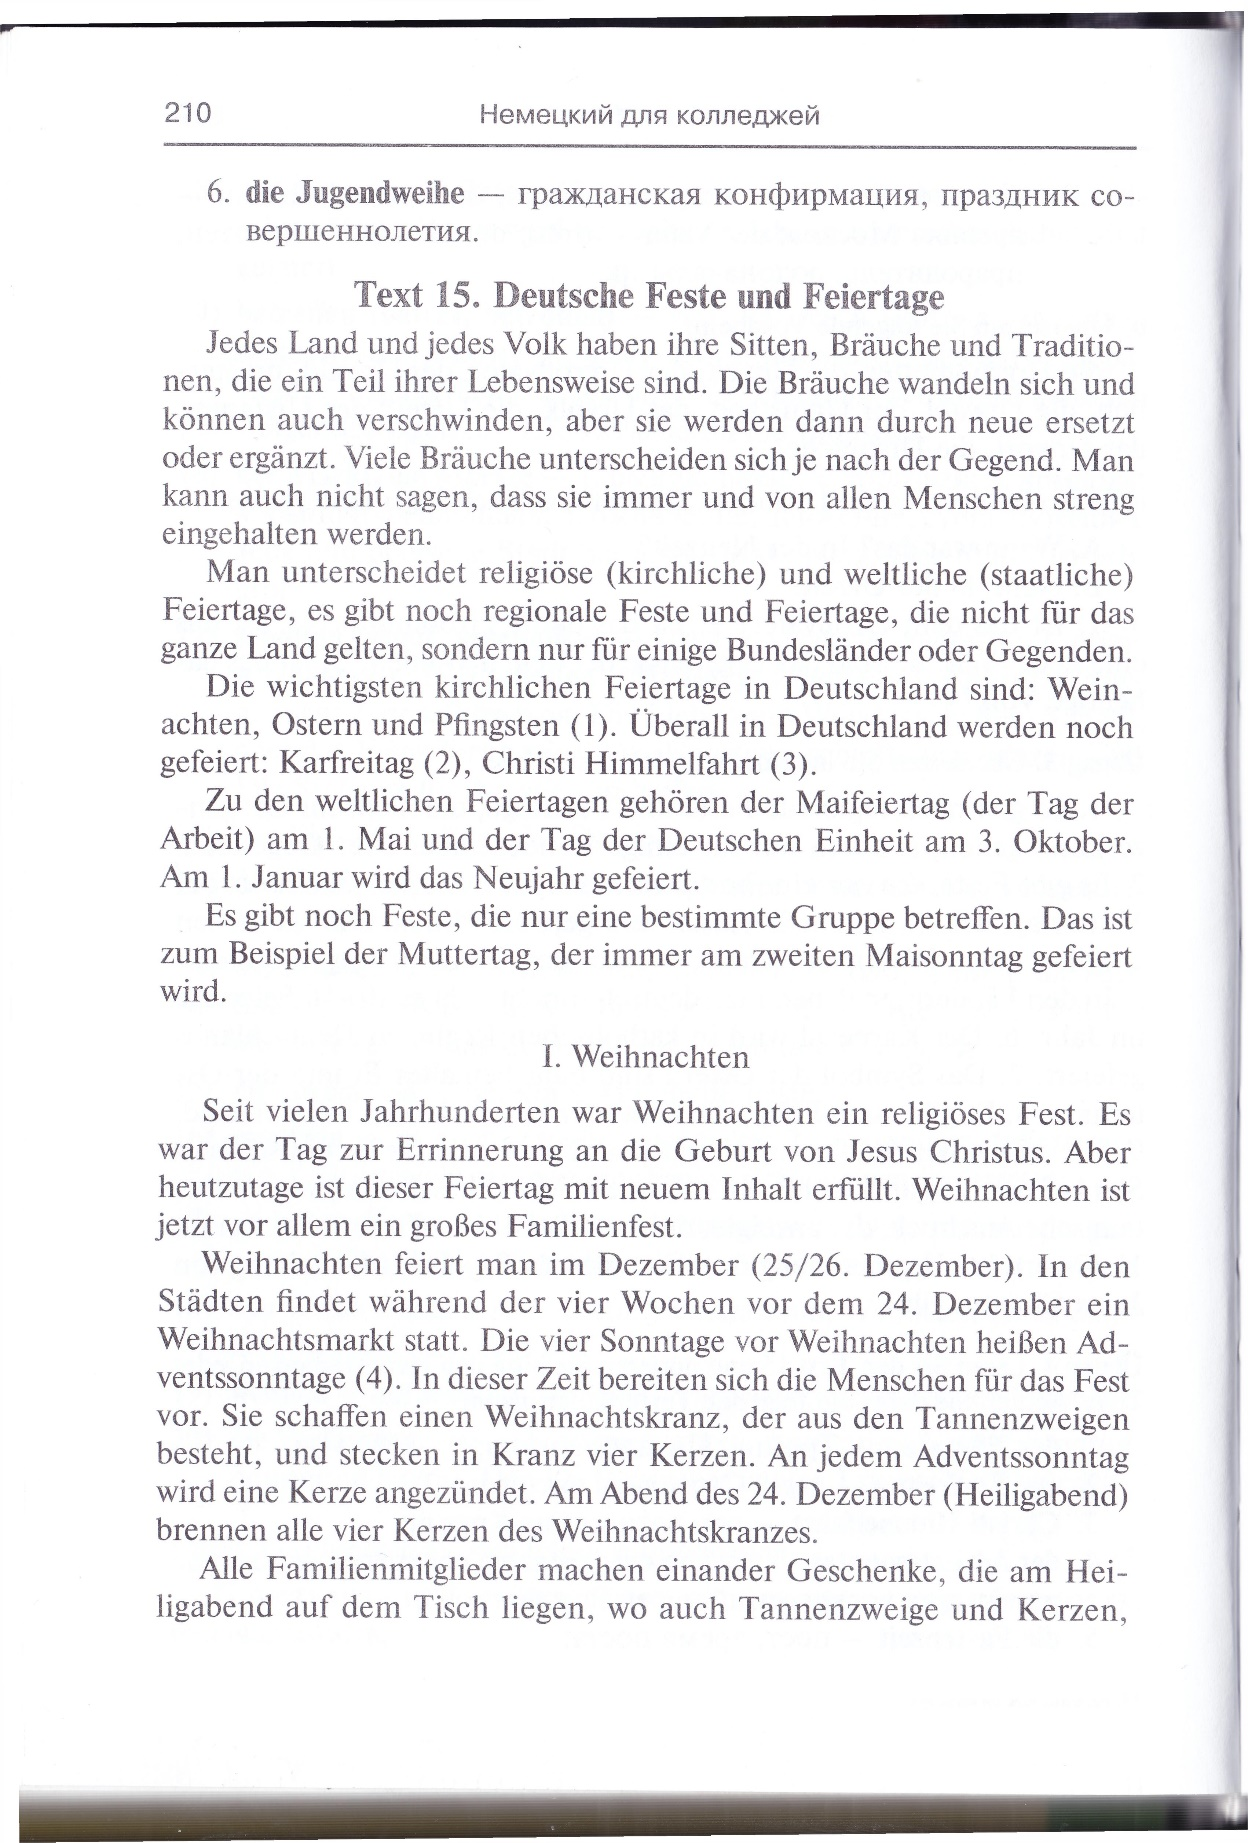 210
Немецкий для колледжей
6. die Jugendweihe — гражданская конфирмация, праздник со-
вершеннолетия.
Text 15. Deutsche Feste und Feiertage
Jedes Land und jedes Volk haben ihre Sitten, Bräuche und Traditio-
nen, die ein Teil ihrer Lebensweise sind. Die Bräuche wandeln sich und
können auch verschwinden, aber sie werden dann durch neue ersetzt
oder ergänzt. Viele Bräuche unterscheiden sich je nach der Gegend. Man
kann auch nicht sagen, dass sie immer und von allen Menschen streng
eingehalten werden.
Man unterscheidet religiöse (kirchliche) und weltliche (staatliche)
Feiertage, es gibt noch regionale Feste und Feiertage, die nicht für das
ganze Land gelten, sondern nur für einige Bundesländer oder Gegenden.
Die wichtigsten kirchlichen Feiertage in Deutschland sind: Wein-
achten, Ostern und Pfingsten (1). Überall in Deutschland werden noch
gefeiert: Karfreitag (2), Christi Himmelfahrt (3).
Zu den weltlichen Feiertagen gehören der Maifeiertag (der Tag der
Arbeit) am 1. Mai und der Tag der Deutschen Einheit am 3. Oktober.
Am 1. Januar wird das Neujahr gefeiert.
Es gibt noch Feste, die nur eine bestimmte Gruppe betreffen. Das ist
zum Beispiel der Muttertag, der immer am zweiten Maisonntag gefeiert
wird.
I. Weihnachten
Seit vielen Jahrhunderten war Weihnachten ein religiöses Fest. Es
war der Tag zur Errinnerung an die Geburt von Jesus Christus. Aber
heutzutage ist dieser Feiertag mit neuem Inhalt erfüllt. Weihnachten ist
jetzt vor allem ein großes Familienfest.
Weihnachten feiert man im Dezember (25/26. Dezember). In den
Städten findet während der vier Wochen vor dem 24. Dezember ein
Weihnachtsmarkt statt. Die vier Sonntage vor Weihnachten heißen Ad-
ventssonntage (4). In dieser Zeit bereiten sich die Menschen für das Fest
vor. Sie schaffen einen Weihnachtskranz, der aus den Tannenzweigen
besteht, und stecken in Kranz vier Kerzen. An jedem Adventssonntag
wird eine Kerze angezündet. Am Abend des 24. Dezember (Heiligabend)
brennen alle vier Kerzen des Weihnachtskranzes.
Alle Familienmitglieder machen einander Geschenke, die am Hei-
ligabend auf dem Tisch liegen, wo auch Tannenzweige und Kerzen,